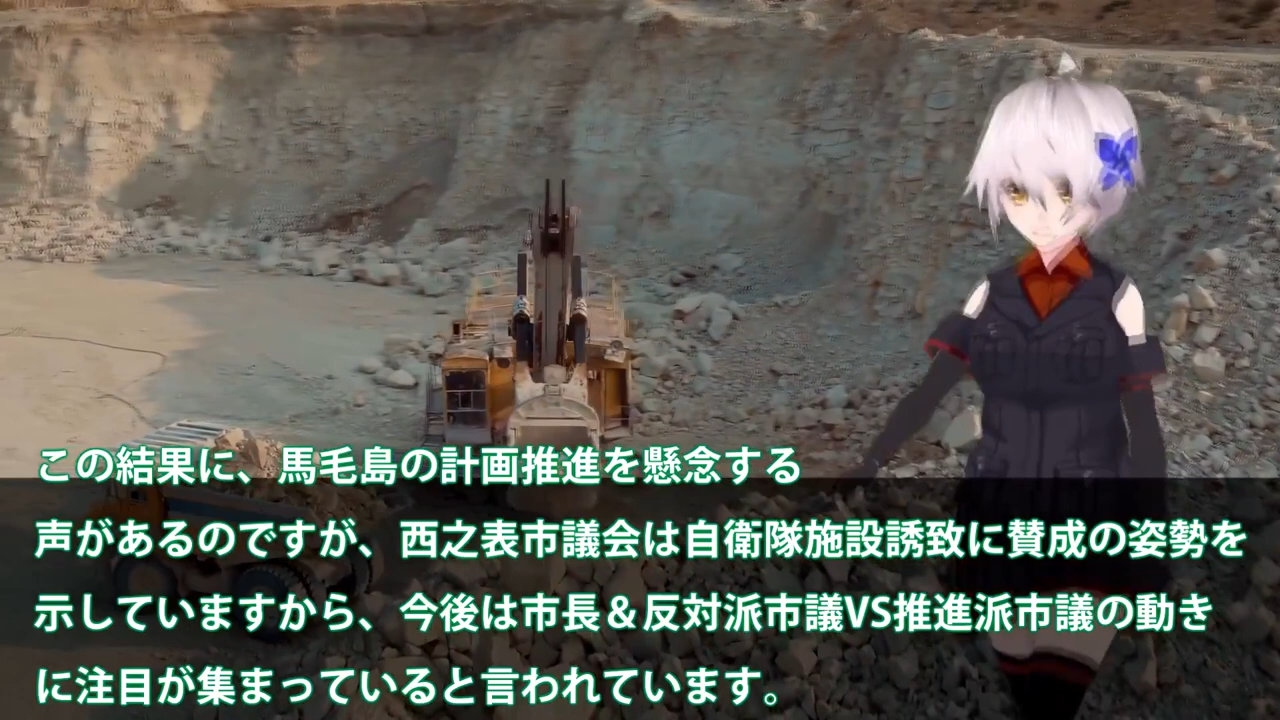 この結果に、馬毛島の計画推進を懸念する
声があるのですが、西之表市議会は自衛隊施設誘致に賛成の姿勢を
示していますから、今後は市長＆反対派市議VS推進派市議の動き
に注目が集まっていると言われています。